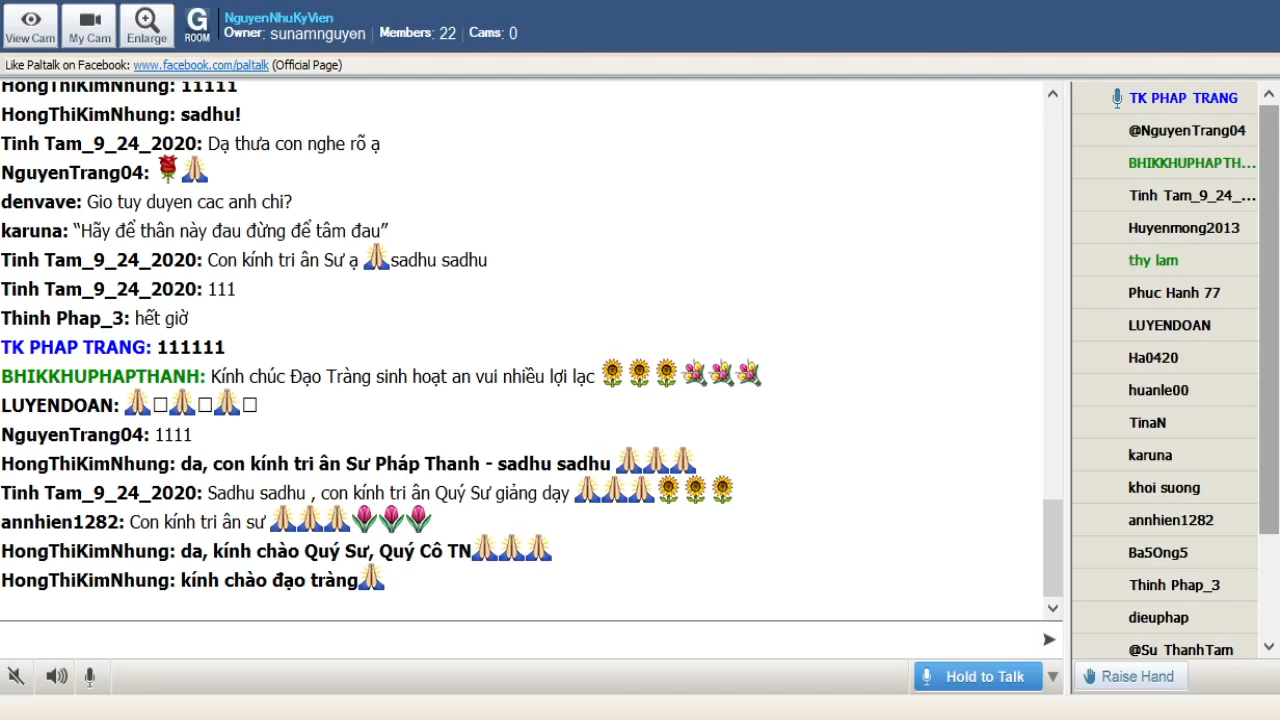 View Cam
My Cam
Enlarge
G
ROOM
NguyenNhuKyVien
Owner: sunamnguyen
Members: 22
Cams: 0
Like Paltalk on Facebook: www.facebook.com/paltalk (Official Page)
HongThiKimNhung: 11111
HongThiKimNhung: sadhu!
Tinh Tam_9_24_2020: Dạ thưa con nghe rõ ạ
NguyenTrang04: 🌹🙏
denvave: Gio tuy duyen cac anh chi?
karuna: “Hãy để thân này đau đừng để tâm đau”
Tinh Tam_9_24_2020: Con kính tri ân Sư ạ 🙏sadhu sadhu
Tinh Tam_9_24_2020: 111
Thinh Phap_3: hết giờ
TK PHAP TRANG: 111111
BHIKKHUPHAPTHANH: Kính chúc Đạo Tràng sinh hoạt an vui nhiều lợi lạc 🌻🌻🌻💐💐💐
LUYENDOAN: 🙏□🙏□🙏□
NguyenTrang04: 1111
HongThiKimNhung: da, con kính tri ân Sư Pháp Thanh - sadhu sadhu 🙏🙏🙏
Tinh Tam_9_24_2020: Sadhu sadhu , con kính tri ân Quý Sư giảng dạy 🙏🙏🙏🌻🌻🌻
annhien1282: Con kính tri ân sư 🙏🙏🙏🌷🌷🌷
HongThiKimNhung: da, kính chào Quý Sư, Quý Cô TN🙏🙏🙏
HongThiKimNhung: kính chào đạo tràng🙏
Hold to Talk
TK PHAP TRANG
@NguyenTrang04
BHIKKHUPHAPTH...
Tinh Tam_9_24_...
Huyenmong2013
thy lam
Phuc Hanh 77
LUYENDOAN
Ha0420
huanle00
TinaN
karuna
khoi suong
annhien1282
Ba5Ong5
Thinh Phap_3
dieuphap
@Su ThanhTam
Raise Hand